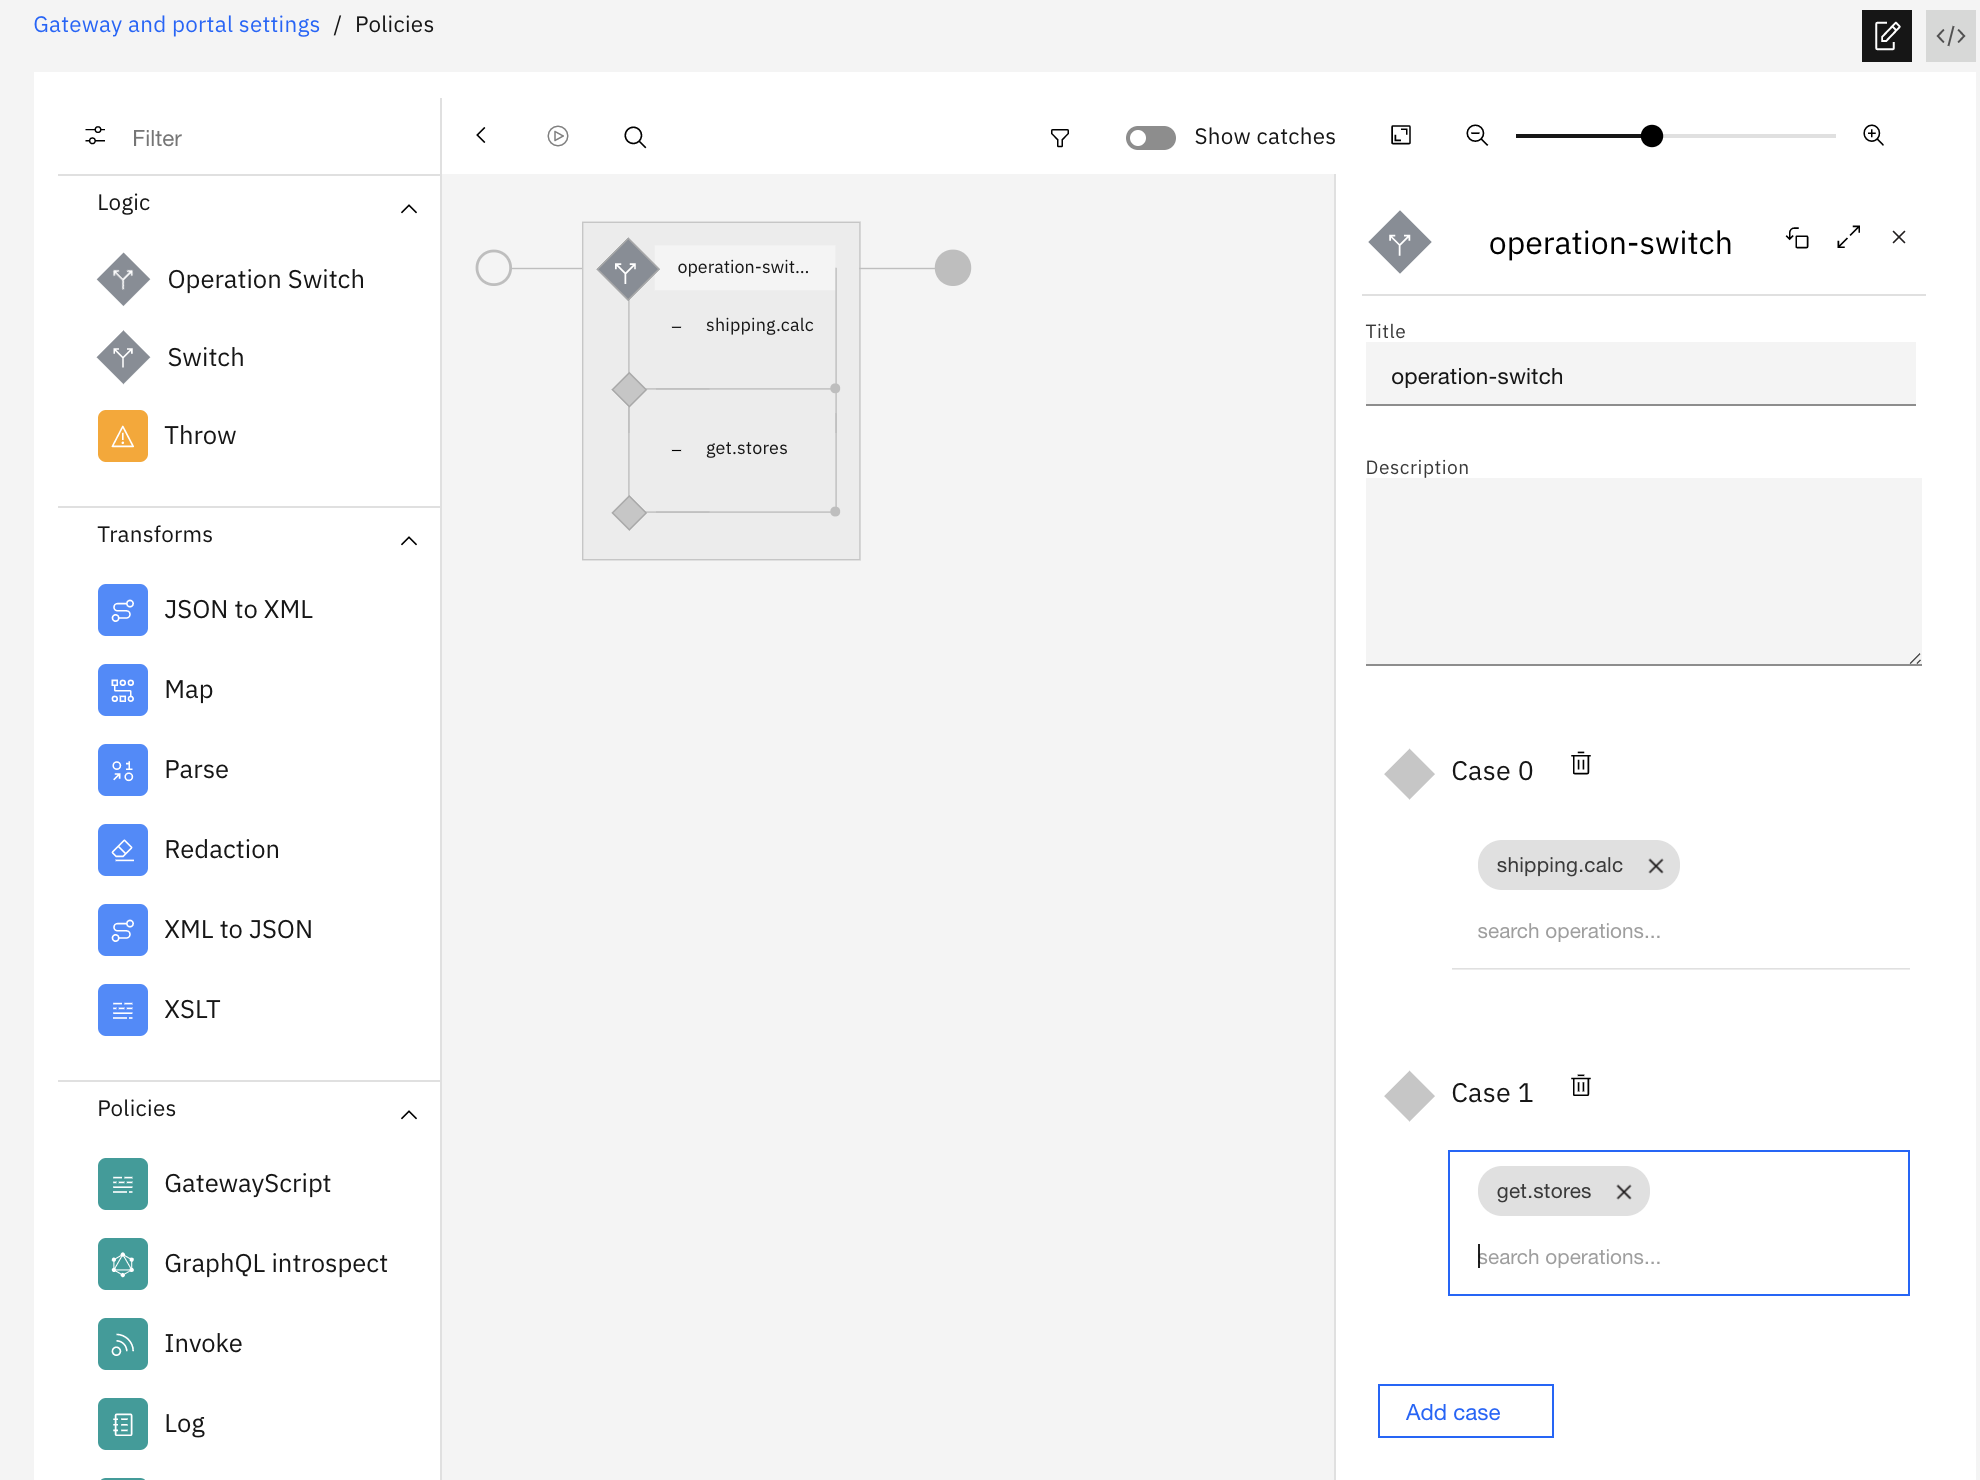 Gateway and portal settings / Policies
Filter
Logic
Operation Switch
Switch
Throw
Transforms
JSON to XML
Map
Parse
Redaction
XML to JSON
XSLT
Policies
GatewayScript
GraphQL introspect
Invoke
Log
Show catches
operation-swit...
– shipping.calc
– get.stores
operation-switch
Title
operation-switch
Description
Case 0
shipping.calc
search operations...
Case 1
get.stores
search operations...
Add case